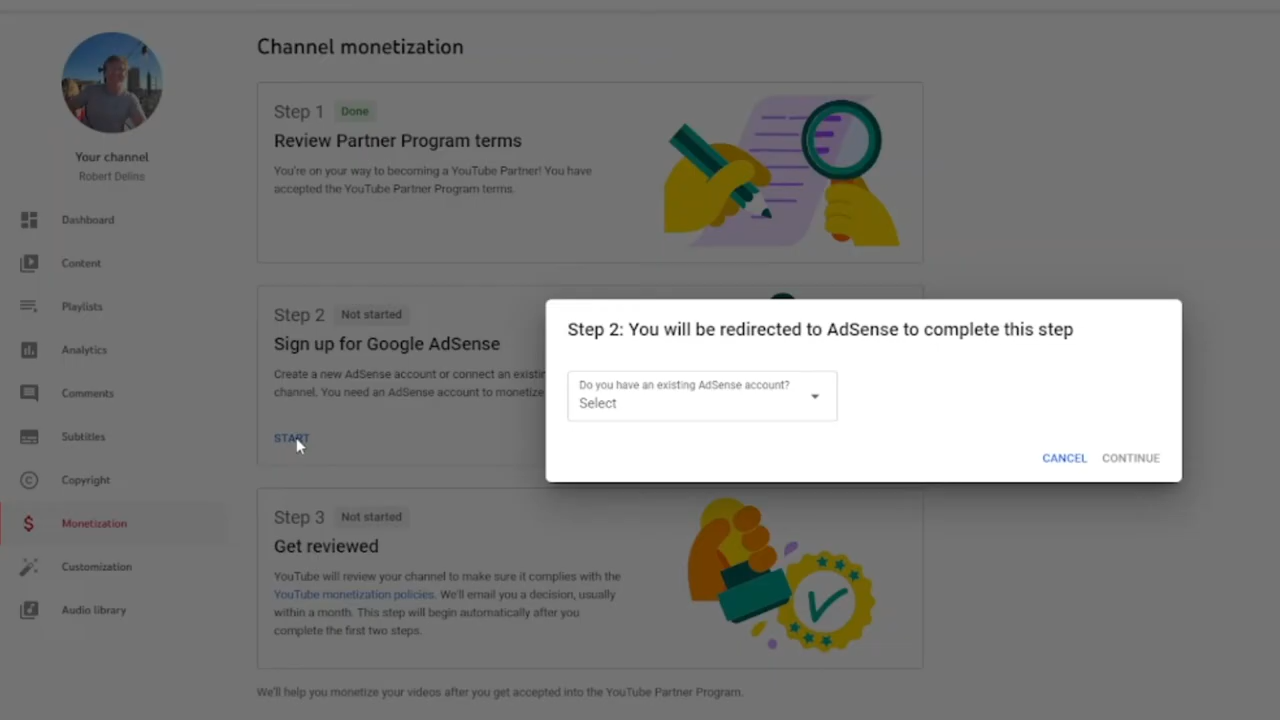 Channel monetization
Your channel
Robert Delins
Dashboard
Content
Playlists
Analytics
Comments
Subtitles
Copyright
Monetization
Customization
Audio library
Step 1 Done
Review Partner Program terms
You're on your way to becoming a YouTube Partner! You have
accepted the YouTube Partner Program terms.
Step 2 Not started
Sign up for Google AdSense
Create a new AdSense account or connect an
channel. You need an AdSense account to monetize
START
Step 2: You will be redirected to AdSense to complete this step
Do you have an existing AdSense account?
Select
CANCEL CONTINUE
Step 3 Not started
Get reviewed
YouTube will review your channel to make sure it complies with the
YouTube monetization policies. We'll email you a decision, usually
within a month. This step will begin automatically after you
complete the first two steps.
We'll help you monetize your videos after you get accepted into the YouTube Partner Program.